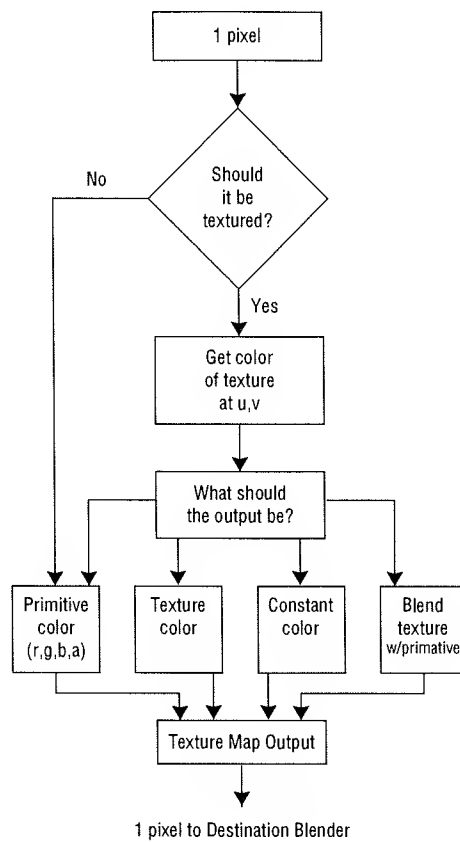 1 pixel
Should
it be
textured?
No
Yes
Get color
of texture
at u,v
What should
the output be?
Primitive
color
(r,g,b,a)
Texture
color
Constant
color
Blend
texture
w/primative
Texture Map Output
1 pixel to Destination Blender